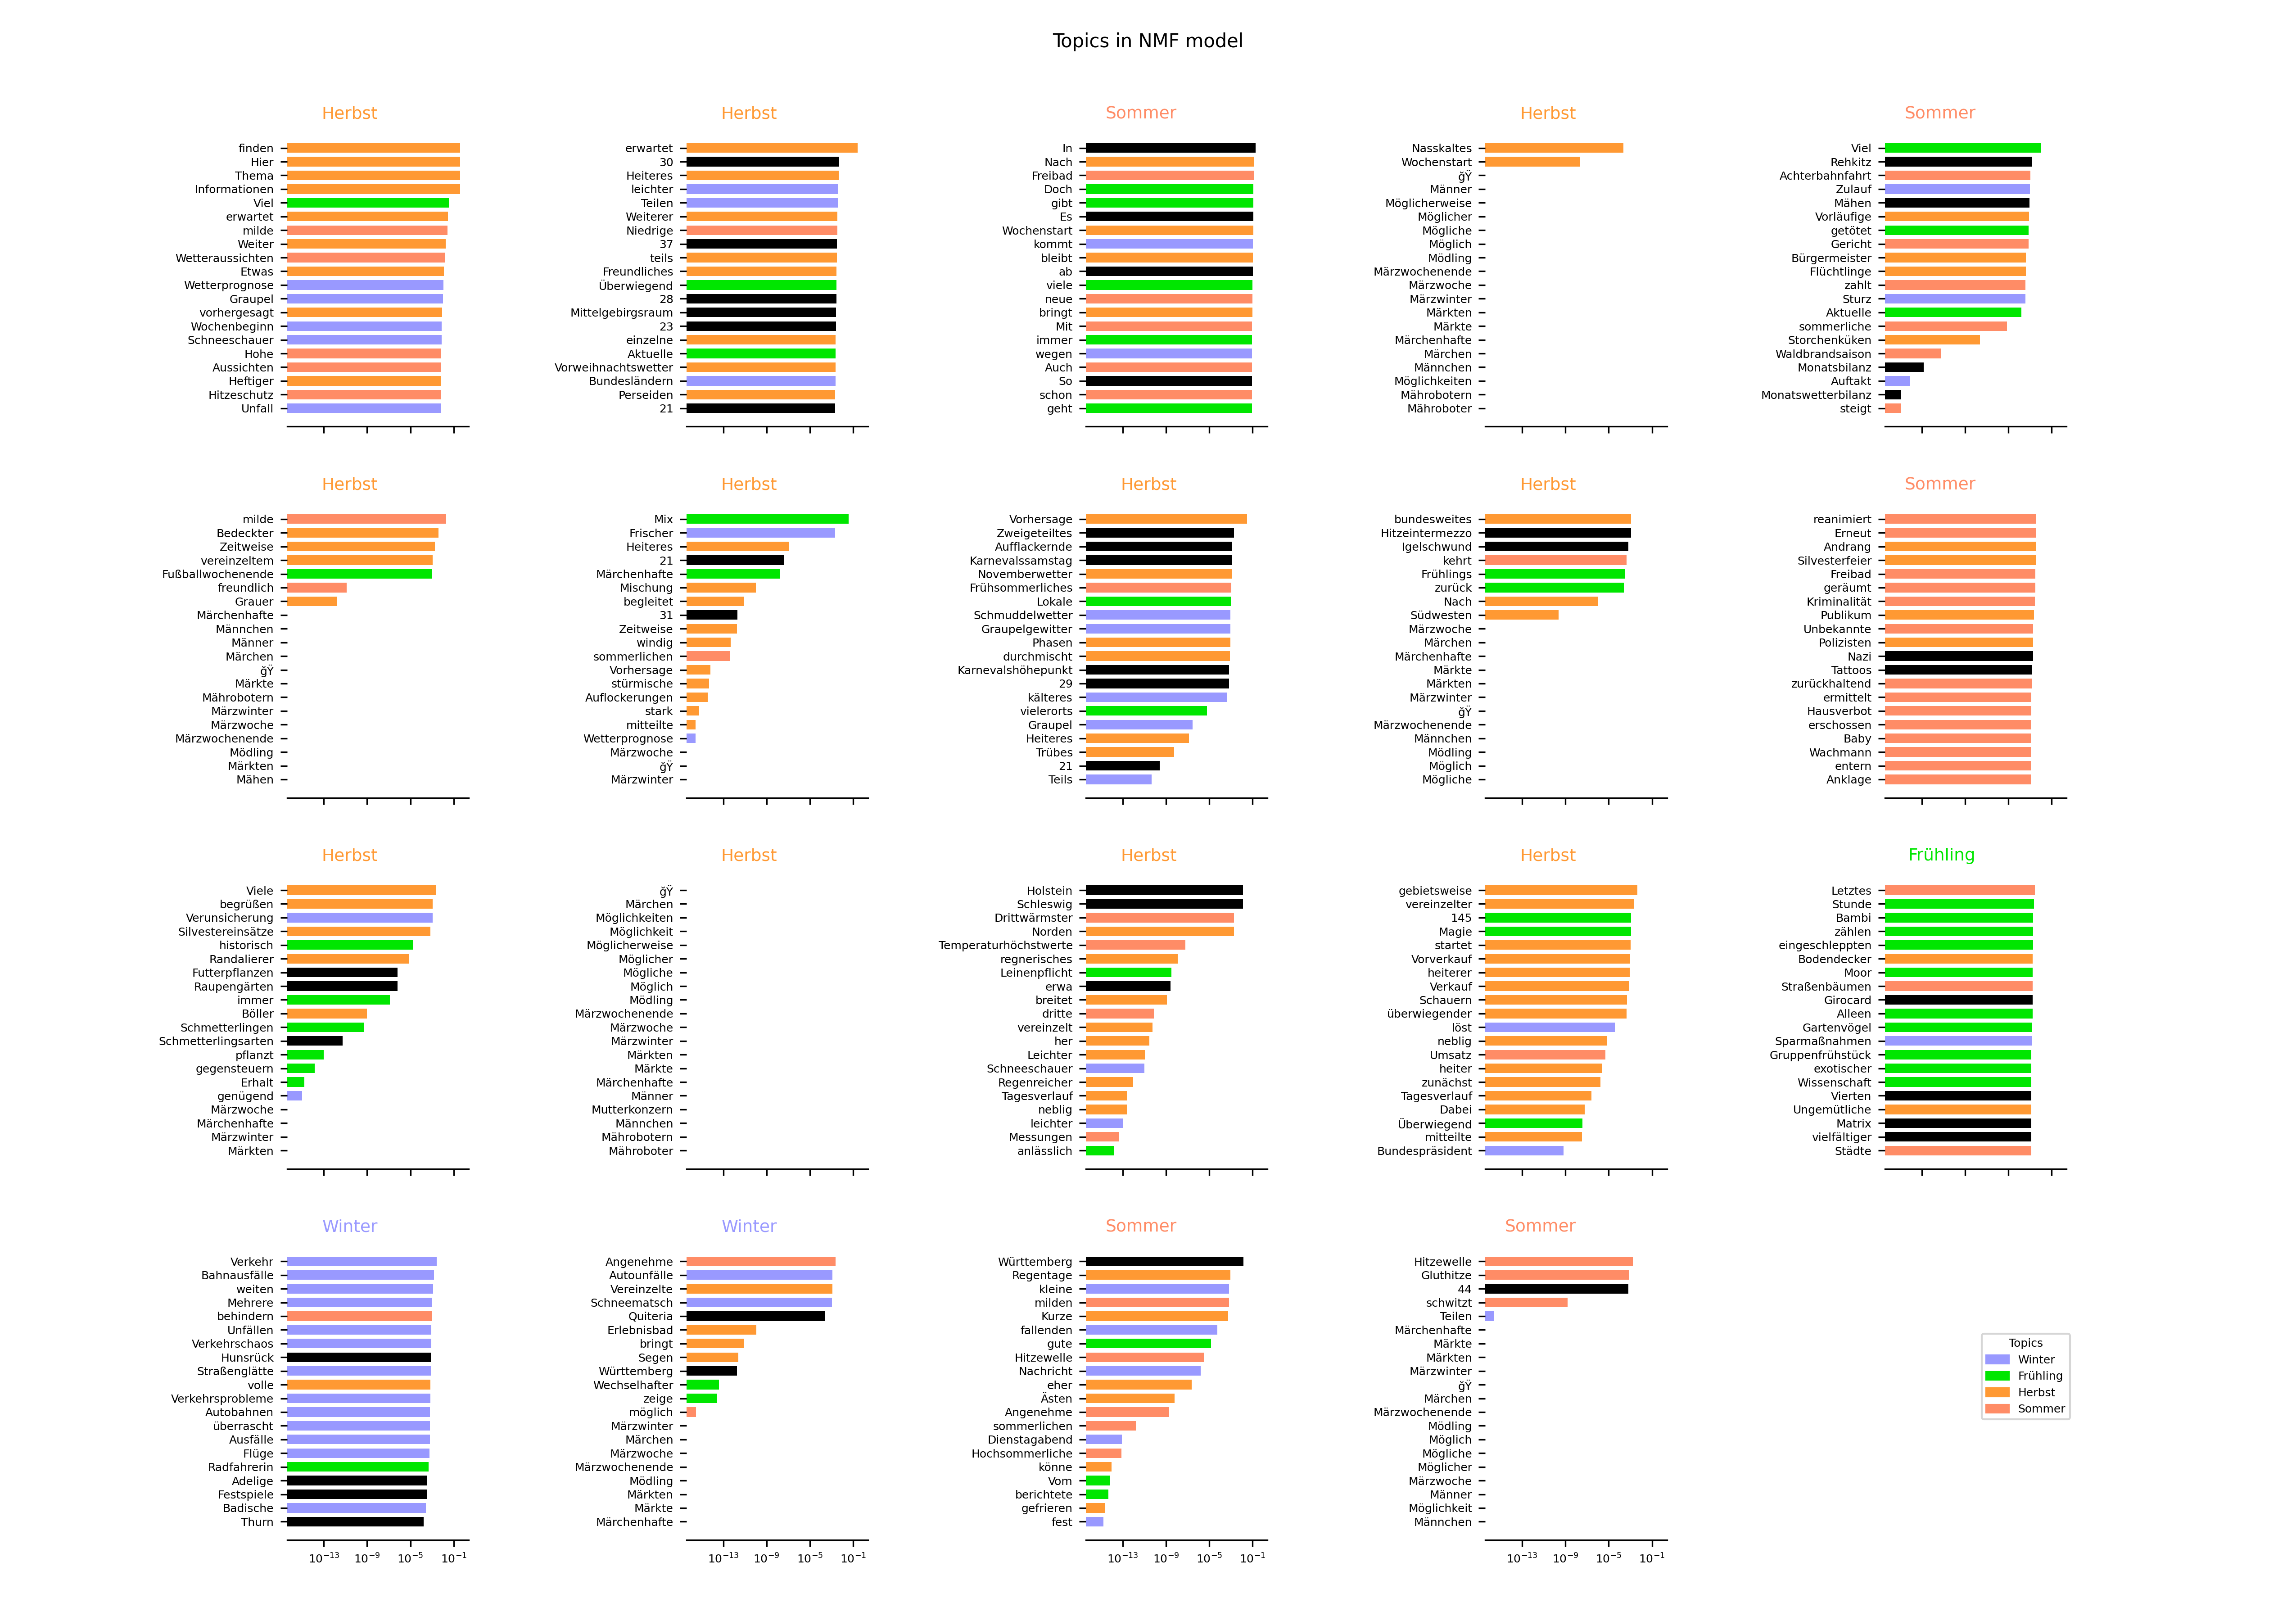 Topics in NMF model
Herbst
finden
Hier
Thema
Informationen
Viel
erwartet
milde
Weiter
Wetteraussichten
Etwas
Wetterprognose
Graupel
vorhergesagt
Wochenbeginn
Schneeschauer
Hohe
Aussichten
Heftiger
Hitzeschutz
Unfall
Herbst
erwartet
30
Heiteres
leichter
Teilen
Weiterer
Niedrige
37
teils
Freundliches
Überwiegend
28
Mittelgebirgsraum
23
einzelne
Aktuelle
Vorweihnachtswetter
Bundesländern
Perseiden
21
Sommer
In
Nach
Freibad
Doch
gibt
Es
Wochenstart
kommt
bleibt
ab
viele
neue
bringt
Mit
immer
wegen
Auch
So
schon
geht
Herbst
Nasskaltes
Wochenstart
ğŸ
Männer
Möglicherweise
Möglicher
Mögliche
Möglich
Mödling
Märzwochenende
Märzwoche
Märzwinter
Märkten
Märkte
Märchenhafte
Märchen
Männchen
Möglichkeiten
Mährobotern
Mähroboter
Sommer
Viel
Rehkitz
Achterbahnfahrt
Zulauf
Mähen
Vorläufige
getötet
Gericht
Bürgermeister
Flüchtlinge
zahlt
Sturz
Aktuelle
sommerliche
Storchenküken
Waldbrandsaison
Monatsbilanz
Auftakt
Monatswetterbilanz
steigt
Herbst
milde
Bedeckter
Zeitweise
vereinzeltem
Fußballwochenende
freundlich
Grauer
Märchenhafte
Männchen
Männer
Märchen
ğŸ
Märkte
Mährobotern
Märzwinter
Märzwoche
Märzwochenende
Mödling
Märkten
Mähen
Herbst
Mix
Frischer
Heiteres
21
Märchenhafte
Mischung
begleitet
31
Zeitweise
windig
sommerlichen
Vorhersage
stürmische
Auflockerungen
stark
mitteilte
Wetterprognose
Märzwoche
ğŸ
Märzwinter
Herbst
Vorhersage
Zweigeteiltes
Aufflackernde
Karnevalssamstag
Novemberwetter
Frühsommerliches
Lokale
Schmuddelwetter
Graupelgewitter
Phasen
durchmischt
Karnevalshöhepunkt
29
kälteres
vielerorts
Graupel
Heiteres
Trübes
21
Teils
Herbst
bundesweites
Hitzeintermezzo
Igelschwund
kehrt
Frühlings
zurück
Nach
Südwesten
Märzwoche
Märchen
Märchenhafte
Märkte
Märkten
Märzwinter
ğŸ
Märzwochenende
Männchen
Mödling
Möglich
Mögliche
Sommer
reanimiert
Erneut
Andrang
Silvesterfeier
Freibad
geräumt
Kriminalität
Publikum
Unbekannte
Polizisten
Nazi
Tattoos
zurückhaltend
ermittelt
Hausverbot
erschossen
Baby
Wachmann
entern
Anklage
Herbst
Viele
begrüßen
Verunsicherung
Silvestereinsätze
historisch
Randalierer
Futterpflanzen
Raupengärten
immer
Böller
Schmetterlingen
Schmetterlingsarten
pflanzt
gegensteuern
Erhalt
genügend
Märzwoche
Märchenhafte
Märzwinter
Märkten
Herbst
ğŸ
Märchen
Möglichkeiten
Möglichkeit
Möglicherweise
Möglicher
Mögliche
Möglich
Mödling
Märzwochenende
Märzwoche
Märzwinter
Märkten
Märkte
Märchenhafte
Männer
Mutterkonzern
Männchen
Mährobotern
Mähroboter
Herbst
Holstein
Schleswig
Drittwärmster
Norden
Temperaturhöchstwerte
regnerisches
Leinenpflicht
erwa
breitet
dritte
vereinzelt
her
Leichter
Schneeschauer
Regenreicher
Tagesverlauf
neblig
leichter
Messungen
anlässlich
Herbst
gebietsweise
vereinzelter
145
Magie
startet
Vorverkauf
heiterer
Verkauf
Schauern
überwiegender
löst
neblig
Umsatz
heiter
zunächst
Tagesverlauf
Dabei
Überwiegend
mitteilte
Bundespräsident
Frühling
Letztes
Stunde
Bambi
zählen
eingeschleppten
Bodendecker
Moor
Straßenbäumen
Girocard
Alleen
Gartenvögel
Sparmaßnahmen
Gruppenfrühstück
exotischer
Wissenschaft
Vierten
Ungemütliche
Matrix
vielfältiger
Städte
Winter
Verkehr
Bahnausfälle
weiten
Mehrere
behindern
Unfällen
Verkehrschaos
Hunsrück
Straßenglätte
volle
Verkehrsprobleme
Autobahnen
überrascht
Ausfälle
Flüge
Radfahrerin
Adelige
Festspiele
Badische
Thurn
10⁻¹³ 10⁻⁹ 10⁻⁵ 10⁻¹
Winter
Angenehme
Autounfälle
Vereinzelte
Schneematsch
Quiteria
Erlebnisbad
bringt
Segen
Württemberg
Wechselhafter
zeige
möglich
Märzwinter
Märchen
Märzwoche
Märzwochenende
Mödling
Märkten
Märkte
Märchenhafte
10⁻¹³ 10⁻⁹ 10⁻⁵ 10⁻¹
Sommer
Württemberg
Regentage
kleine
milden
Kurze
fallenden
gute
Hitzewelle
Nachricht
eher
Ästen
Angenehme
sommerlichen
Dienstagabend
Hochsommerliche
könne
Vom
berichtete
gefrieren
fest
10⁻¹³ 10⁻⁹ 10⁻⁵ 10⁻¹
Sommer
Hitzewelle
Gluthitze
44
schwitzt
Teilen
Märchenhafte
Märkte
Märkten
Märzwinter
ğŸ
Märchen
Märzwochenende
Mödling
Möglich
Mögliche
Möglicher
Märzwoche
Männer
Möglichkeit
Männchen
10⁻¹³ 10⁻⁹ 10⁻⁵ 10⁻¹
Topics
Winter
Frühling
Herbst
Sommer